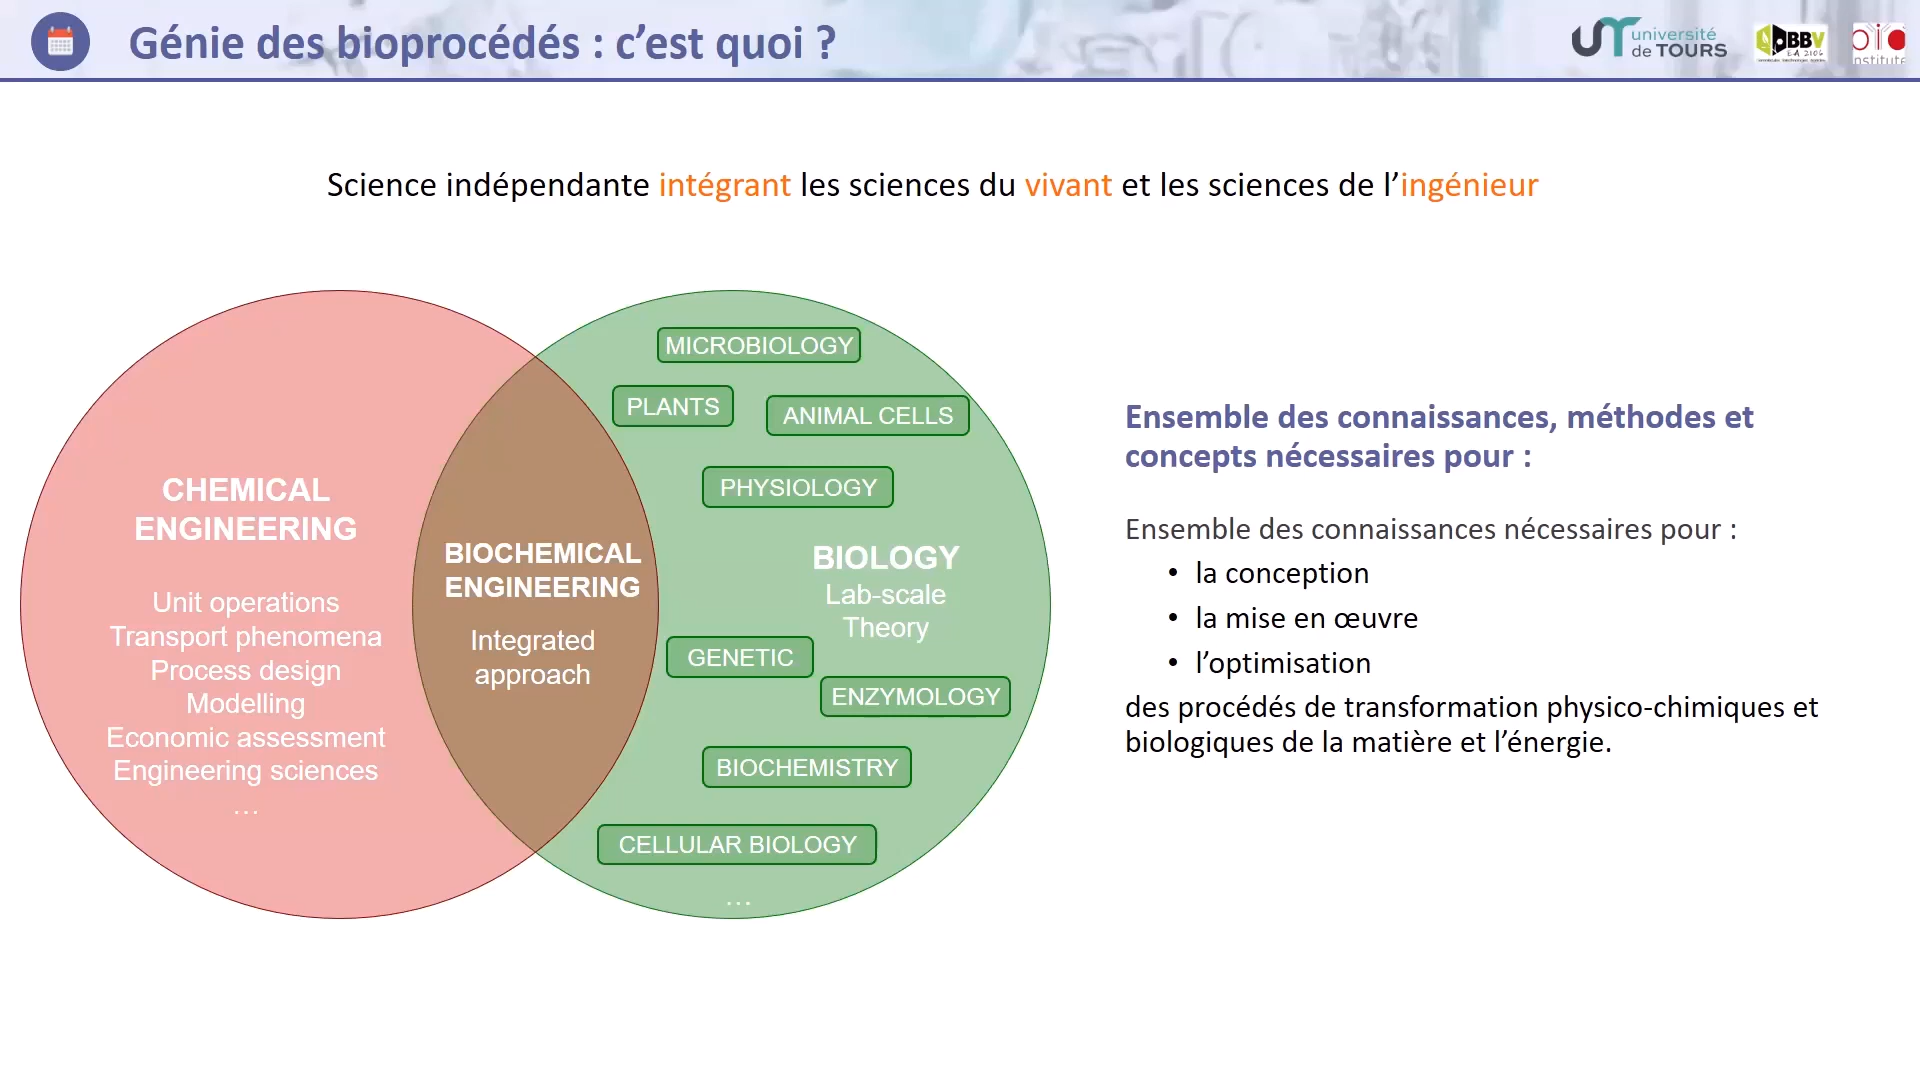 Génie des bioprocédés : c’est quoi ?
université
de TOURS
BBV
EA 2106
Science indépendante intégrant les sciences du vivant et les sciences de l’ingénieur
CHEMICAL
ENGINEERING
Unit operations
Transport phenomena
Process design
Modelling
Economic assessment
Engineering sciences
…
BIOCHEMICAL
ENGINEERING
Integrated
approach
MICROBIOLOGY
PLANTS
ANIMAL CELLS
PHYSIOLOGY
BIOLOGY
Lab-scale
Theory
GENETIC
ENZYMOLOGY
BIOCHEMISTRY
CELLULAR BIOLOGY
…
Ensemble des connaissances, méthodes et
concepts nécessaires pour :
Ensemble des connaissances nécessaires pour :
• la conception
• la mise en œuvre
• l’optimisation
des procédés de transformation physico-chimiques et
biologiques de la matière et l’énergie.